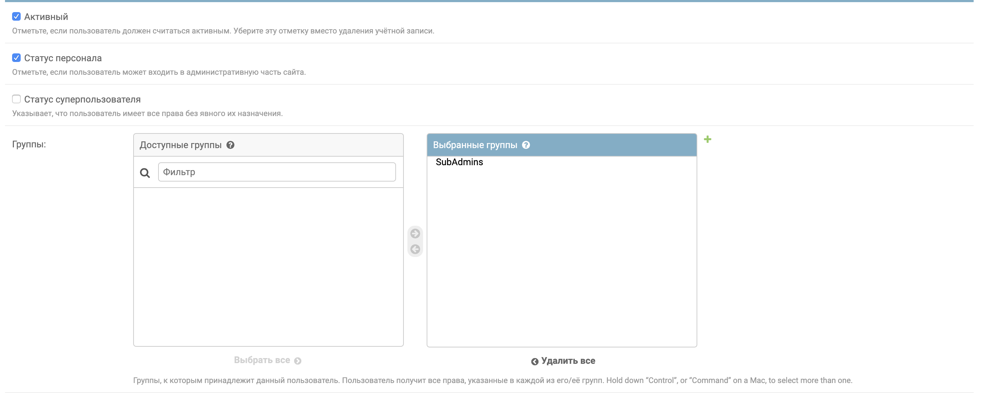 Активный
Отметьте, если пользователь должен считаться активным. Уберите эту отметку вместо удаления учётной записи.
Статус персонала
Отметьте, если пользователь может входить в административную часть сайта.
Статус суперпользователя
Указывает, что пользователь имеет все права без явного их назначения.
Группы:
Доступные группы
Фильтр
Выбрать все
Выбранные группы
SubAdmins
Удалить все
Группы, к которым принадлежит данный пользователь. Пользователь получит все права, указанные в каждой из его/её групп. Hold down “Control”, or “Command” on a Mac, to select more than one.